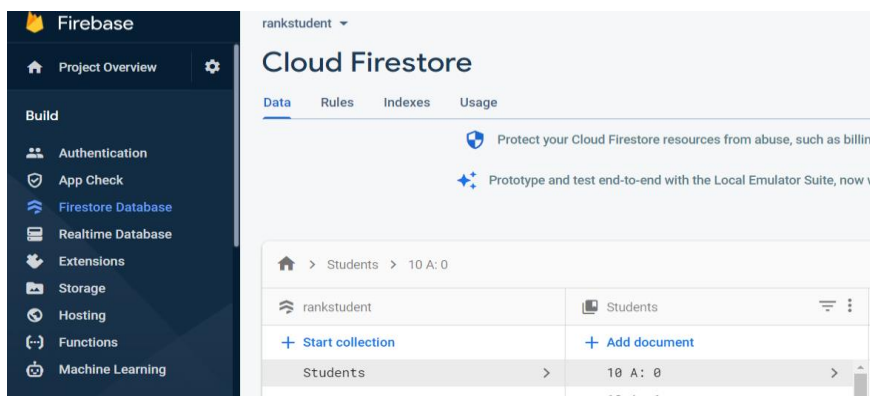 Firebase
Project Overview
Build
Authentication
App Check
Firestore Database
Realtime Database
Extensions
Storage
Hosting
Functions
Machine Learning
rankstudent
Cloud Firestore
Data Rules Indexes Usage
Protect your Cloud Firestore resources from abuse, such as billin
Prototype and test end-to-end with the Local Emulator Suite, now
Students > 10 A: 0
rankstudent
+ Start collection
Students
Students
+ Add document
10 A: 0